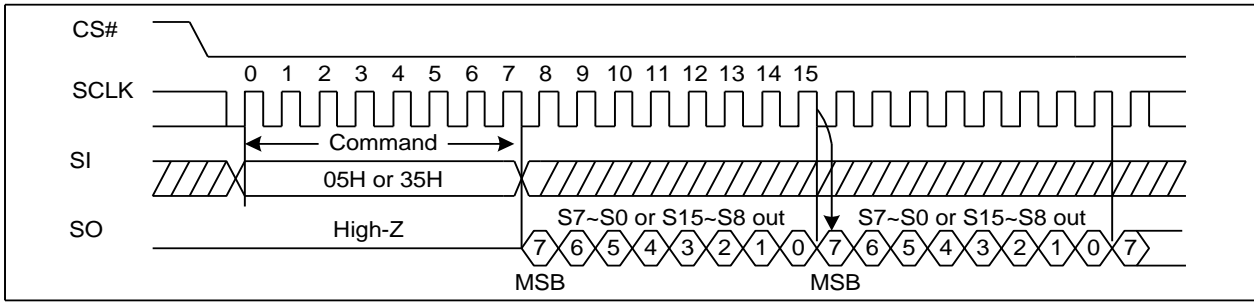 CS#
0 1 2 3 4 5 6 7 8 9 10 11 12 13 14 15
SCLK
Command
SI
05H or 35H
S7~S0 or S15~S8 out S7~S0 or S15~S8 out
SO
High-Z
7 6 5 4 3 2 1 0 7 6 5 4 3 2 1 0 7
MSB MSB